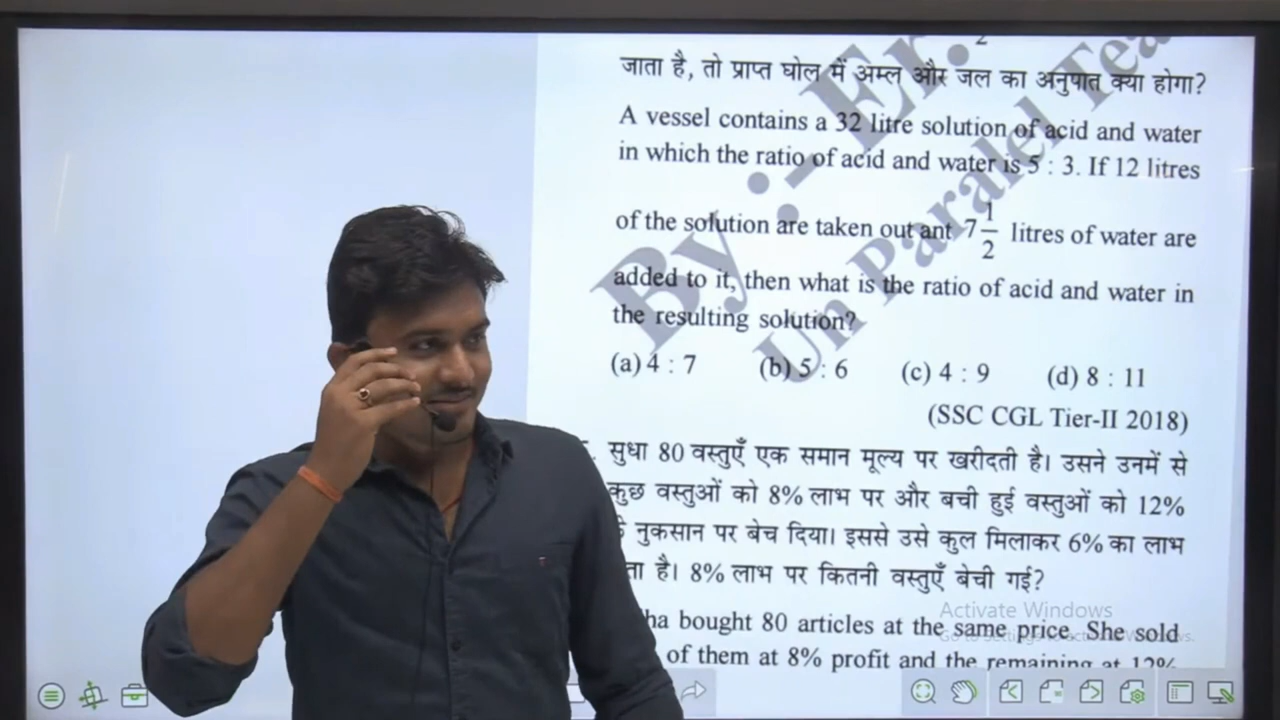 जाता है, तो प्राप्त घोल में अम्ल और जल का अनुपात क्या होगा?
A vessel contains a 32 litre solution of acid and water
in which the ratio of acid and water is 5 : 3. If 12 litres
of the solution are taken out ant 7 1/2 litres of water are
added to it, then what is the ratio of acid and water in
the resulting solution?
(a) 4 : 7 (b) 5 : 6 (c) 4 : 9 (d) 8 : 11
(SSC CGL Tier-II 2018)
सुधा 80 वस्तुएँ एक समान मूल्य पर खरीदती है। उसने उनमें से
कुछ वस्तुओं को 8% लाभ पर और बची हुई वस्तुओं को 12%
नुकसान पर बेच दिया। इससे उसे कुल मिलाकर 6% का लाभ
है। 8% लाभ पर कितनी वस्तुएँ बेची गई?
bought 80 articles at the same price. She sold
of them at 8% profit and the remaining at 12%
By :- Er.
Un Paralel
Activate Windows
Go to Settings to activate Windows.